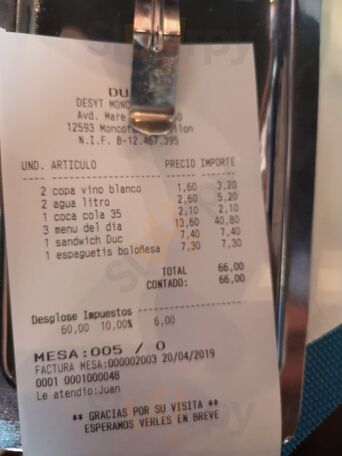 DU
DESYT MONC
Avd. Mare
12593 Moncofa
N.I.F. B-12.467.395
UND. ARTICULO PRECIO IMPORTE
2 copa vino blanco 1,60 3,20
2 agua litro 2,60 5,20
1 coca cola 35 2,10 2,10
3 menu del dia 13,60 40,80
1 sandwich Duc 7,40 7,40
1 espaguetis boloñesa 7,30 7,30
TOTAL 66,00
CONTADO: 66,00
Desglose Impuestos
60,00 10,00% 6,00
MESA:005 / 0
FACTURA MESA:000002003 20/04/2019
0001 0001000048
Le atendio:Juan
** GRACIAS POR SU VISITA **
ESPERAMOS VERLES EN BREVE